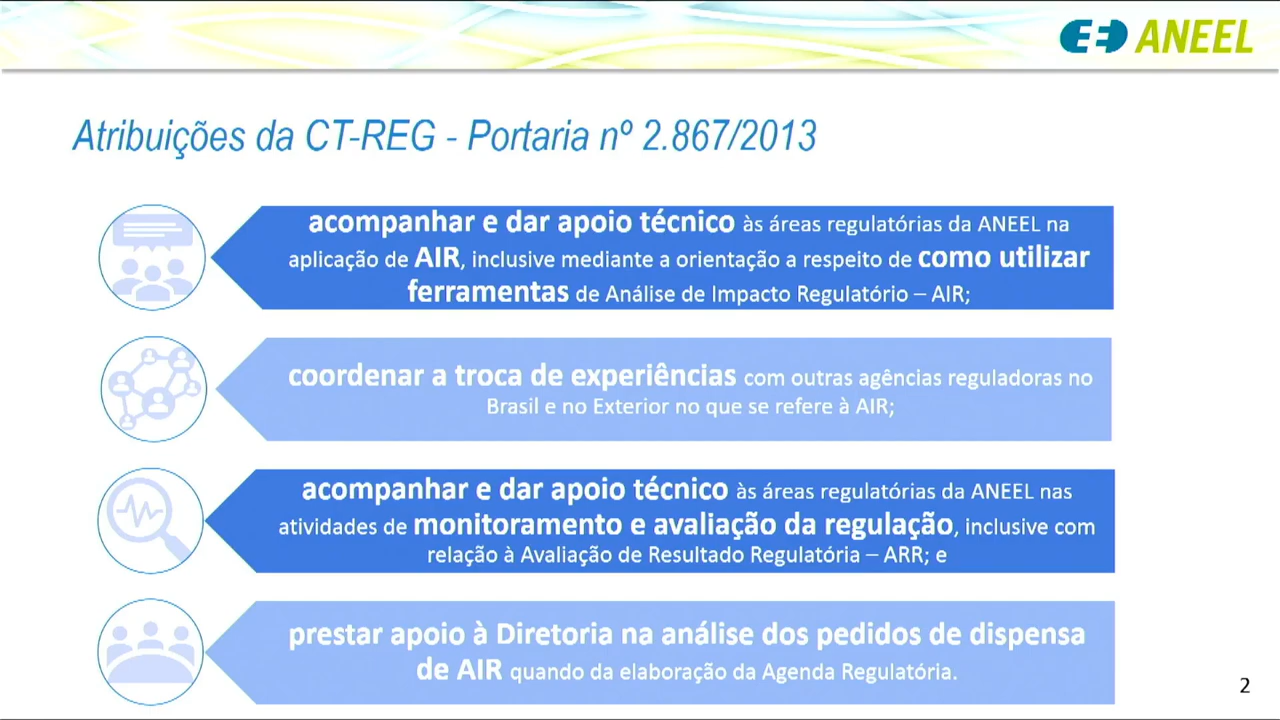 ANEEL
Atribuições da CT-REG - Portaria nº 2.867/2013
acompanhar e dar apoio técnico às áreas regulatórias da ANEEL na
aplicação de AIR, inclusive mediante a orientação a respeito de como utilizar
ferramentas de Análise de Impacto Regulatório – AIR;
coordenar a troca de experiências com outras agências reguladoras no
Brasil e no Exterior no que se refere à AIR;
acompanhar e dar apoio técnico às áreas regulatórias da ANEEL nas
atividades de monitoramento e avaliação da regulação, inclusive com
relação à Avaliação de Resultado Regulatória – ARR; e
prestar apoio à Diretoria na análise dos pedidos de dispensa
de AIR quando da elaboração da Agenda Regulatória.
2